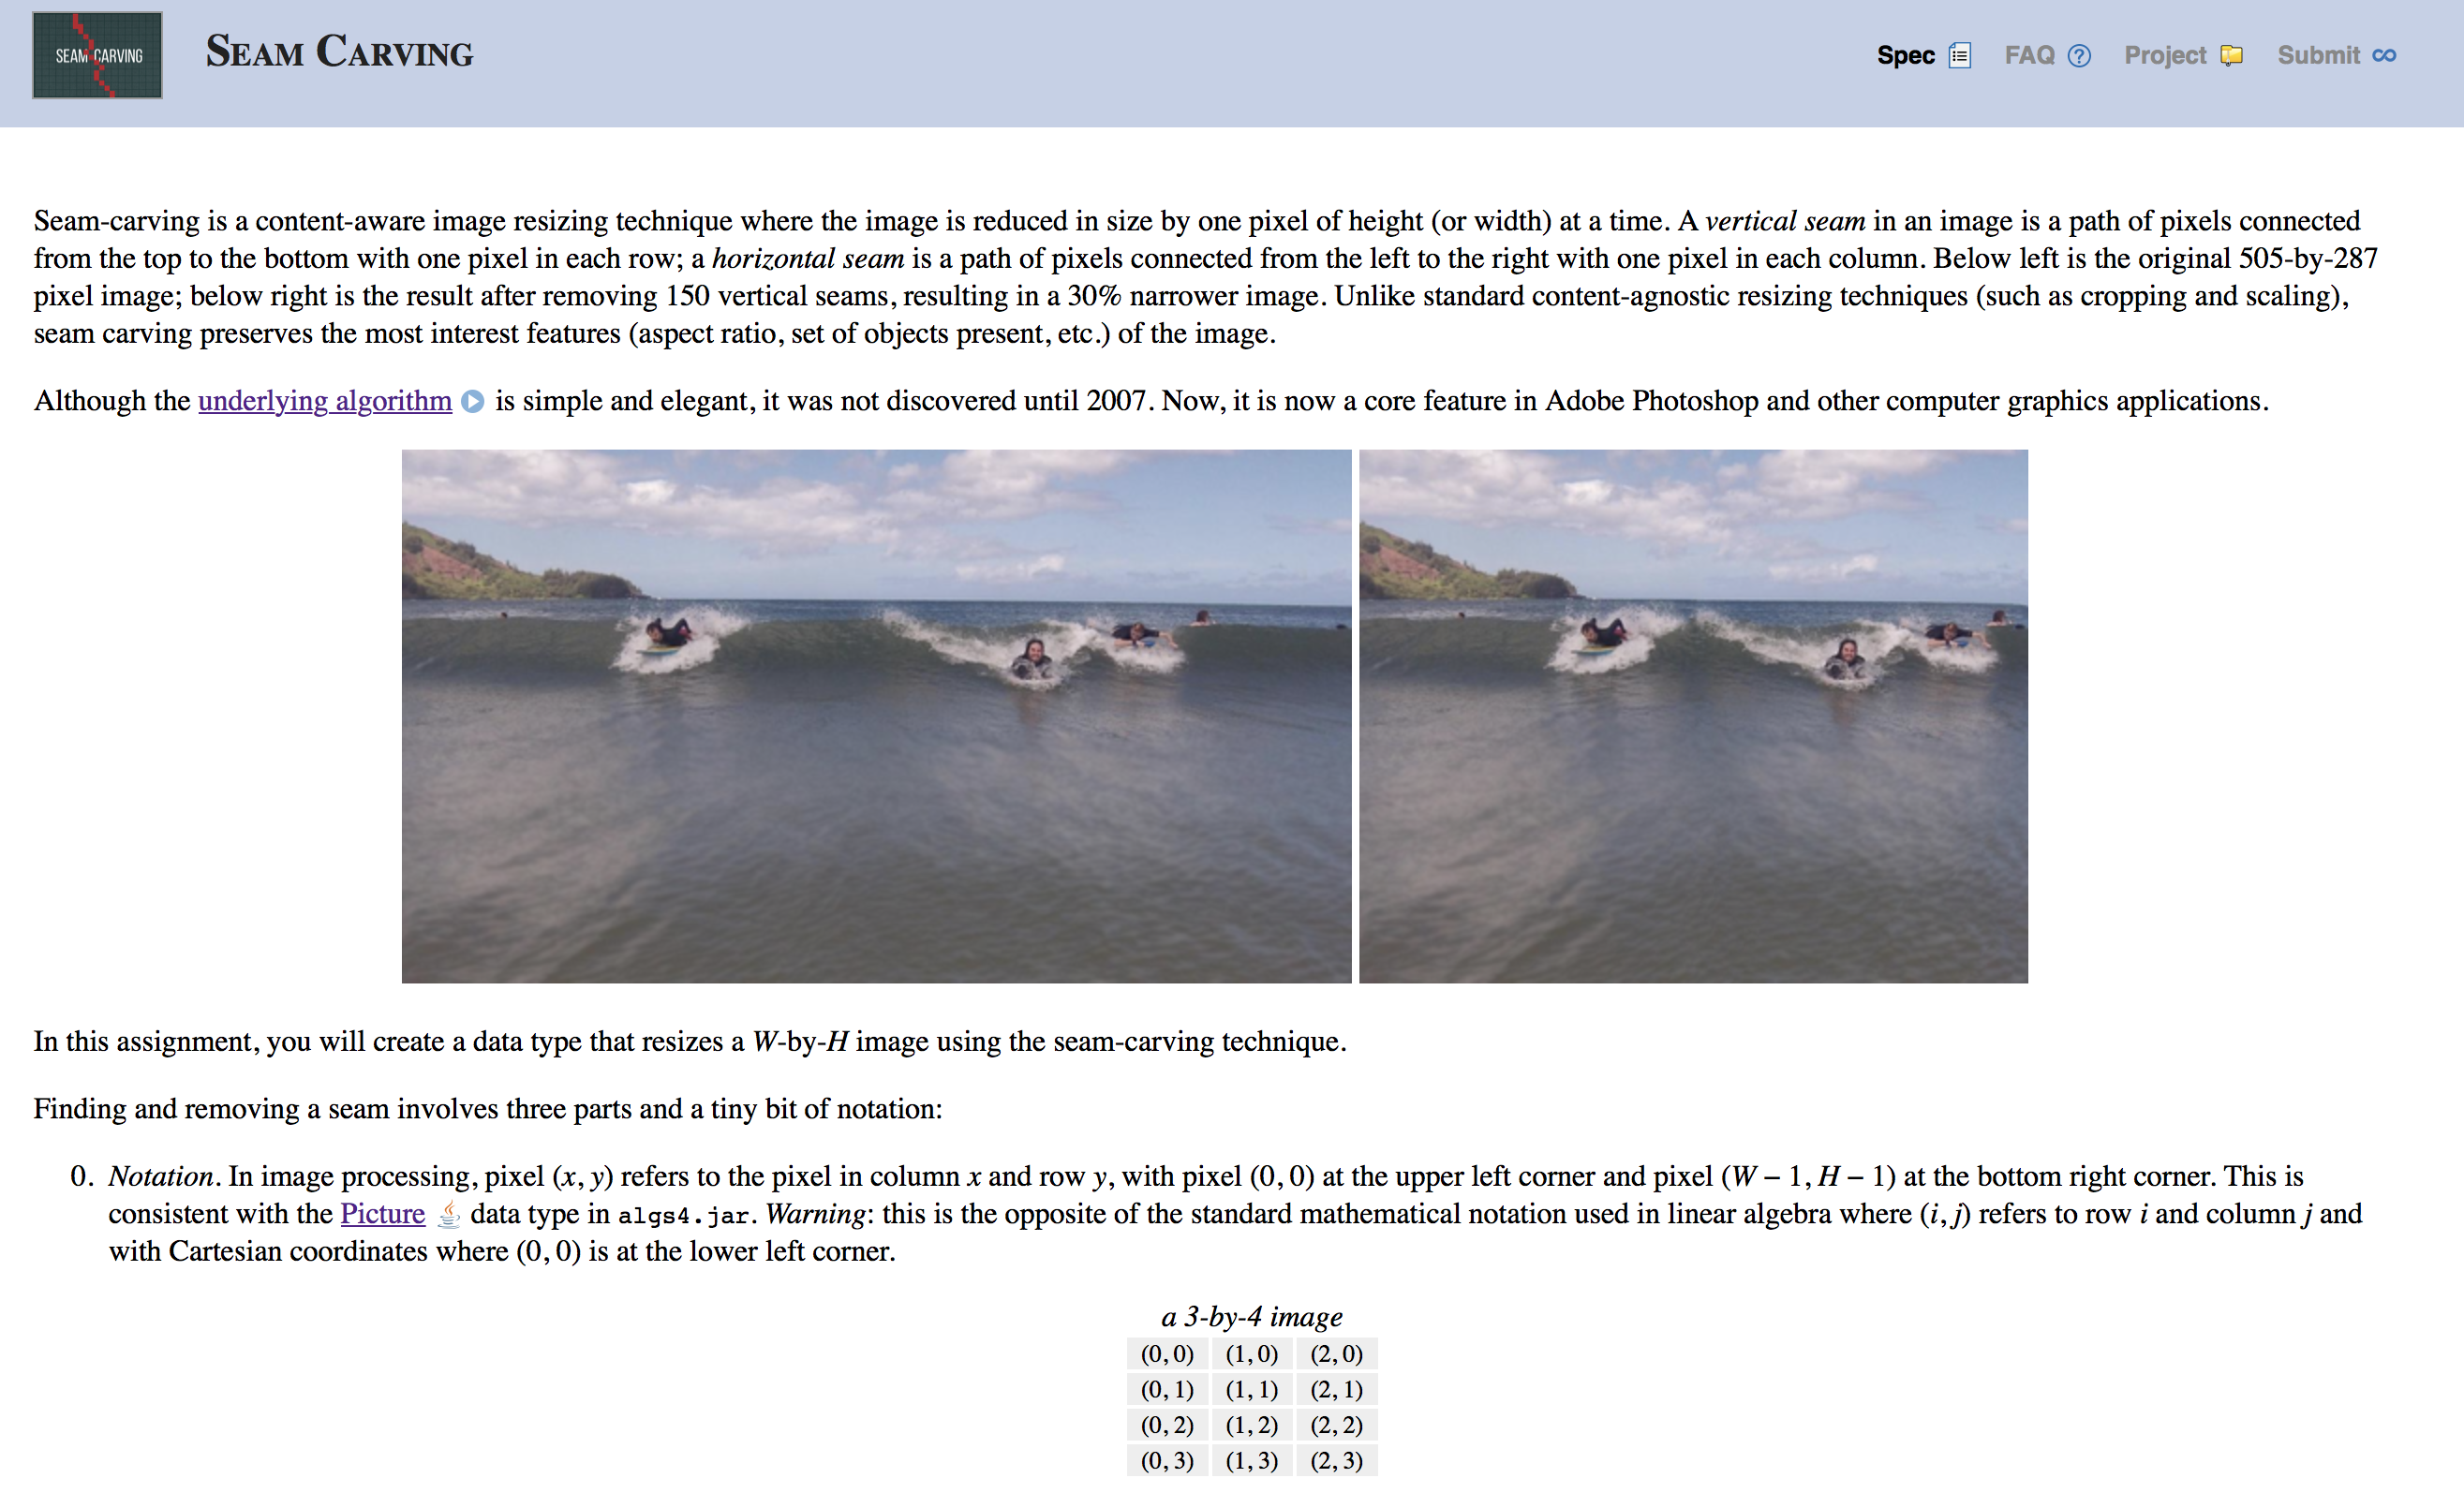 SEAM CARVING
SEAM CARVING
Spec FAQ ? Project Submit
Seam-carving is a content-aware image resizing technique where the image is reduced in size by one pixel of height (or width) at a time. A vertical seam in an image is a path of pixels connected
from the top to the bottom with one pixel in each row; a horizontal seam is a path of pixels connected from the left to the right with one pixel in each column. Below left is the original 505-by-287
pixel image; below right is the result after removing 150 vertical seams, resulting in a 30% narrower image. Unlike standard content-agnostic resizing techniques (such as cropping and scaling),
seam carving preserves the most interest features (aspect ratio, set of objects present, etc.) of the image.
Although the underlying algorithm is simple and elegant, it was not discovered until 2007. Now, it is now a core feature in Adobe Photoshop and other computer graphics applications.
In this assignment, you will create a data type that resizes a W-by-H image using the seam-carving technique.
Finding and removing a seam involves three parts and a tiny bit of notation:
0. Notation. In image processing, pixel (x, y) refers to the pixel in column x and row y, with pixel (0, 0) at the upper left corner and pixel (W – 1, H – 1) at the bottom right corner. This is
consistent with the Picture data type in algs4.jar. Warning: this is the opposite of the standard mathematical notation used in linear algebra where (i, j) refers to row i and column j and
with Cartesian coordinates where (0, 0) is at the lower left corner.
a 3-by-4 image
(0, 0) (1, 0) (2, 0)
(0, 1) (1, 1) (2, 1)
(0, 2) (1, 2) (2, 2)
(0, 3) (1, 3) (2, 3)